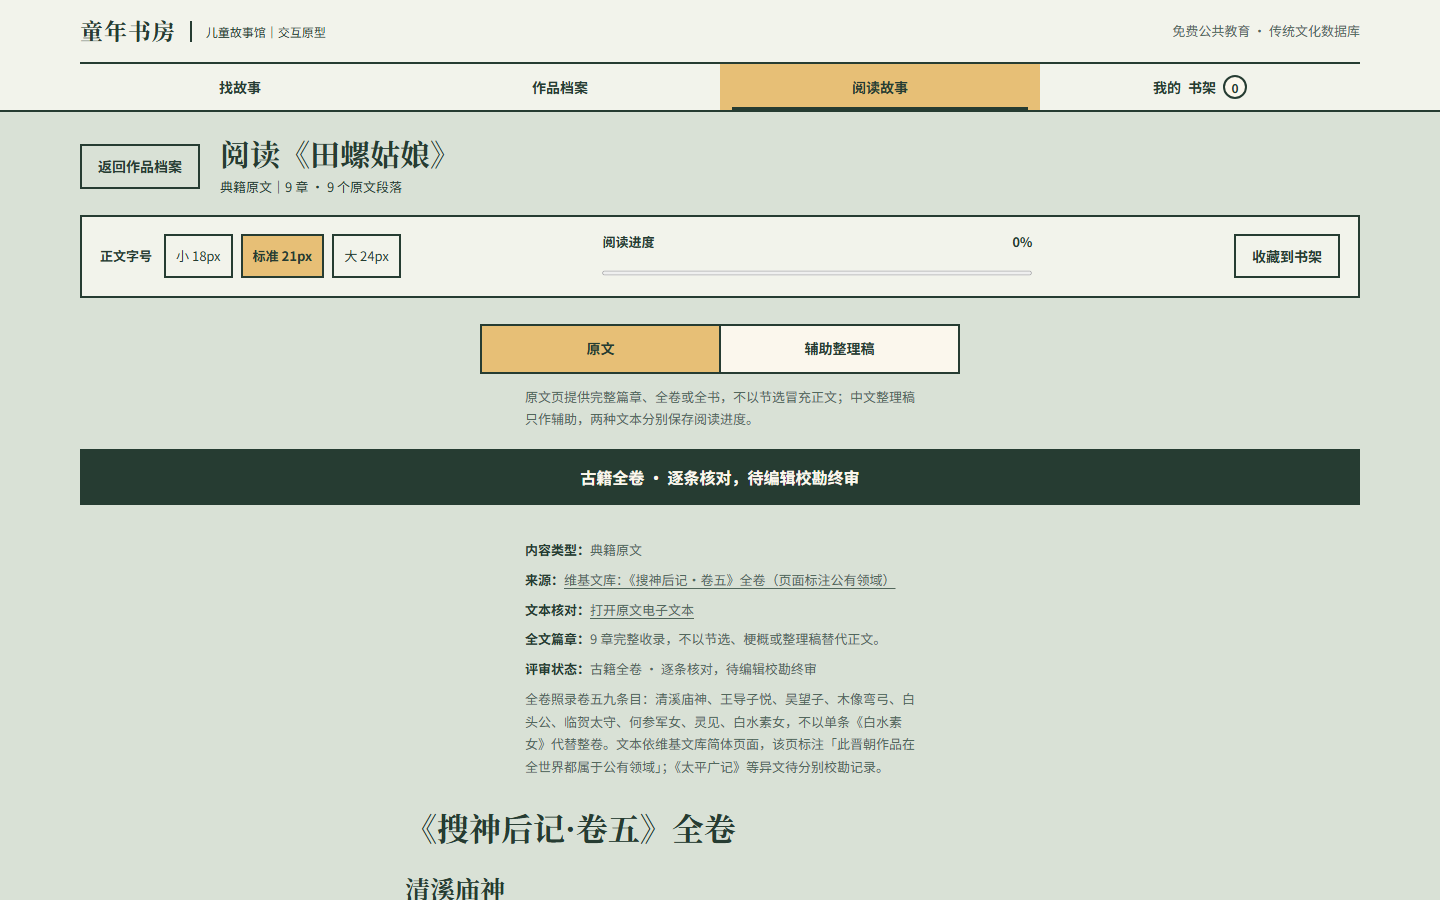 童年书房
儿童故事馆｜交互原型
免费公共教育 · 传统文化数据库
找故事
作品档案
阅读故事
我的 书架 0
返回作品档案
阅读《田螺姑娘》
典籍原文｜9 章 · 9 个原文段落
正文字号
小 18px
标准 21px
大 24px
阅读进度
0%
收藏到书架
原文
辅助整理稿
原文页提供完整篇章、全卷或全书，不以节选冒充正文；中文整理稿
只作辅助，两种文本分别保存阅读进度。
古籍全卷 · 逐条核对，待编辑校勘终审
内容类型：典籍原文
来源：维基文库：《搜神后记·卷五》全卷（页面标注公有领域）
文本核对：打开原文电子文本
全文篇章：9 章完整收录，不以节选、梗概或整理稿替代正文。
评审状态：古籍全卷 · 逐条核对，待编辑校勘终审
全卷照录卷五九条目：清溪庙神、王导子悦、吴望子、木像弯弓、白
头公、临贺太守、何参军女、灵见、白水素女，不以单条《白水素
女》代替整卷。文本依维基文库简体页面，该页标注「此晋朝作品在
全世界都属于公有领域」；《太平广记》等异文待分别校勘记录。
《搜神后记·卷五》全卷
清溪庙神